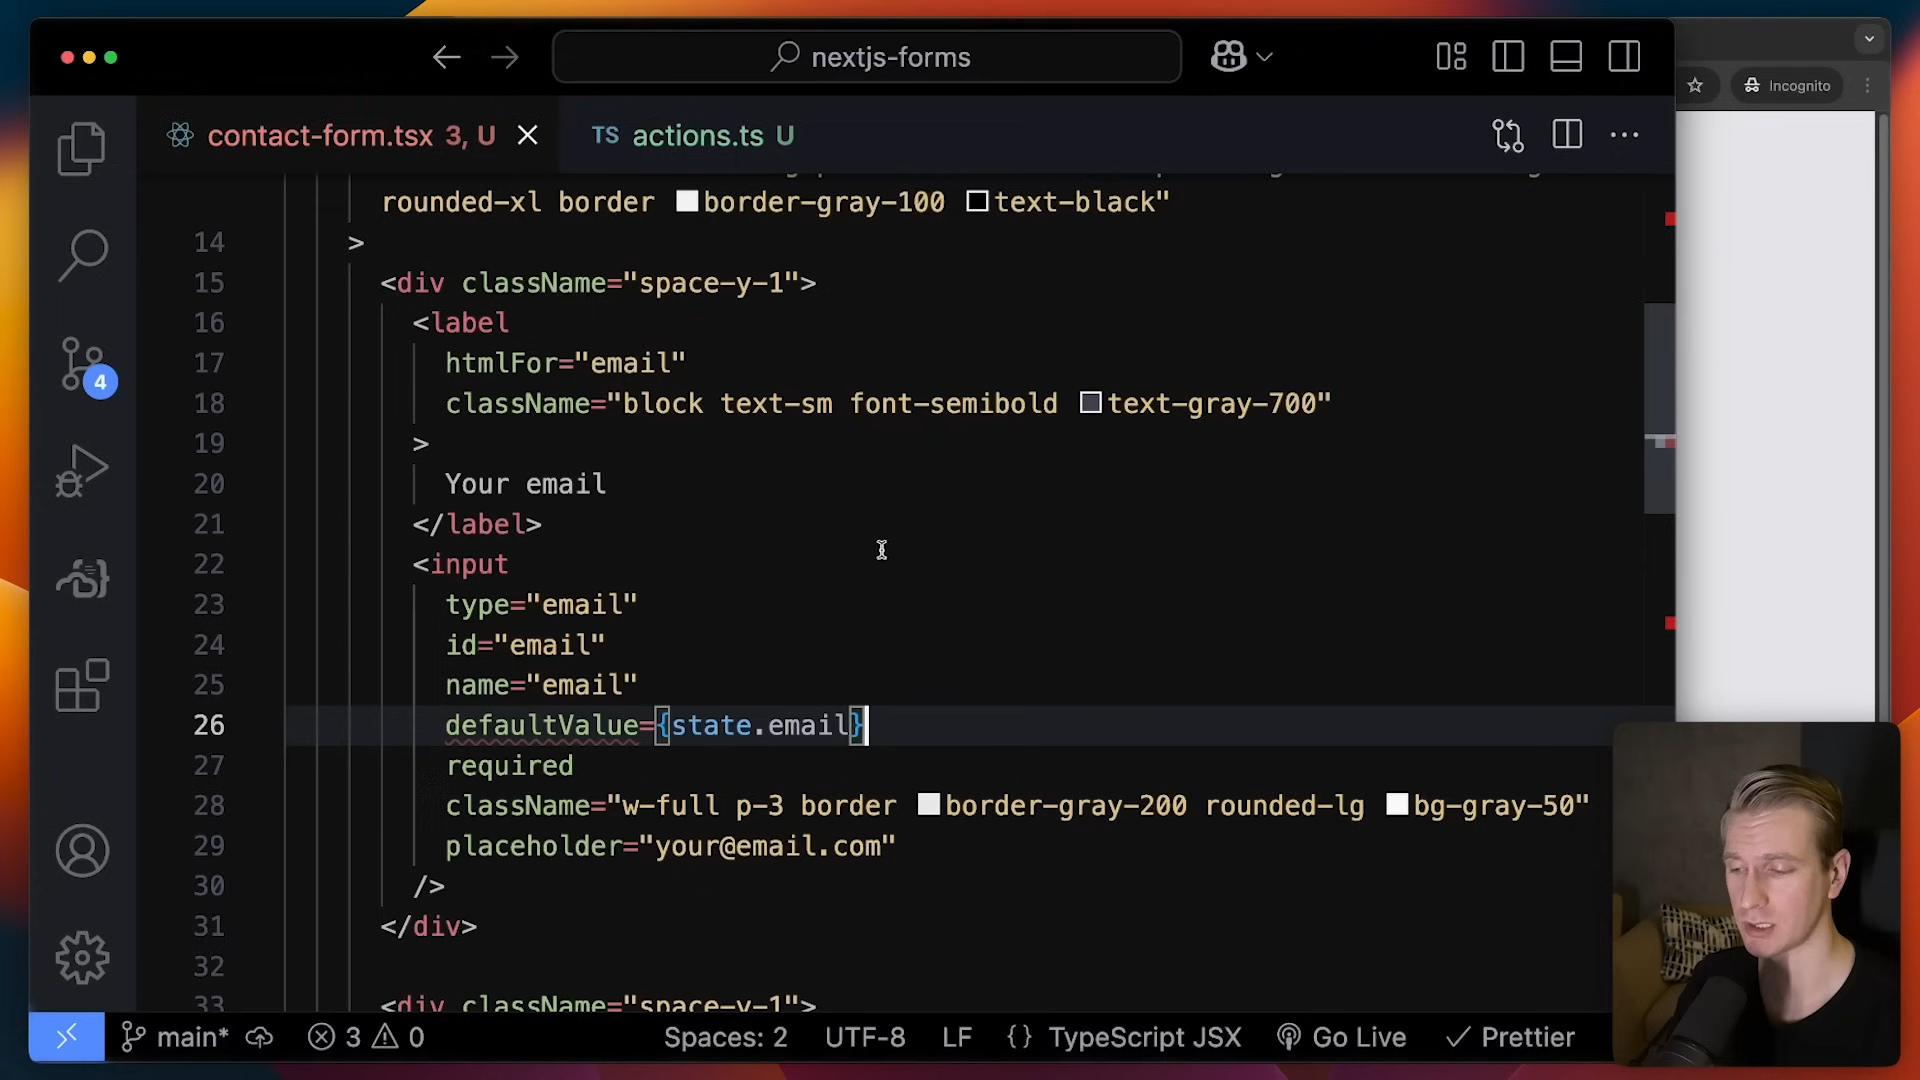 nextjs-forms
Incognito
contact-form.tsx 3, U
TS actions.ts U
rounded-xl border border-gray-100 text-black"
14 >
15 <div className="space-y-1">
16 <label
17 htmlFor="email"
18 className="block text-sm font-semibold text-gray-700"
19 >
20 Your email
21 </label>
22 <input
23 type="email"
24 id="email"
25 name="email"
26 defaultValue={state.email}
27 required
28 className="w-full p-3 border border-gray-200 rounded-lg bg-gray-50"
29 placeholder="your@email.com"
30 />
31 </div>
32
33 <div className="space-y-1">
4
main* 3 0 Spaces: 2 UTF-8 LF {} TypeScript JSX Go Live Prettier